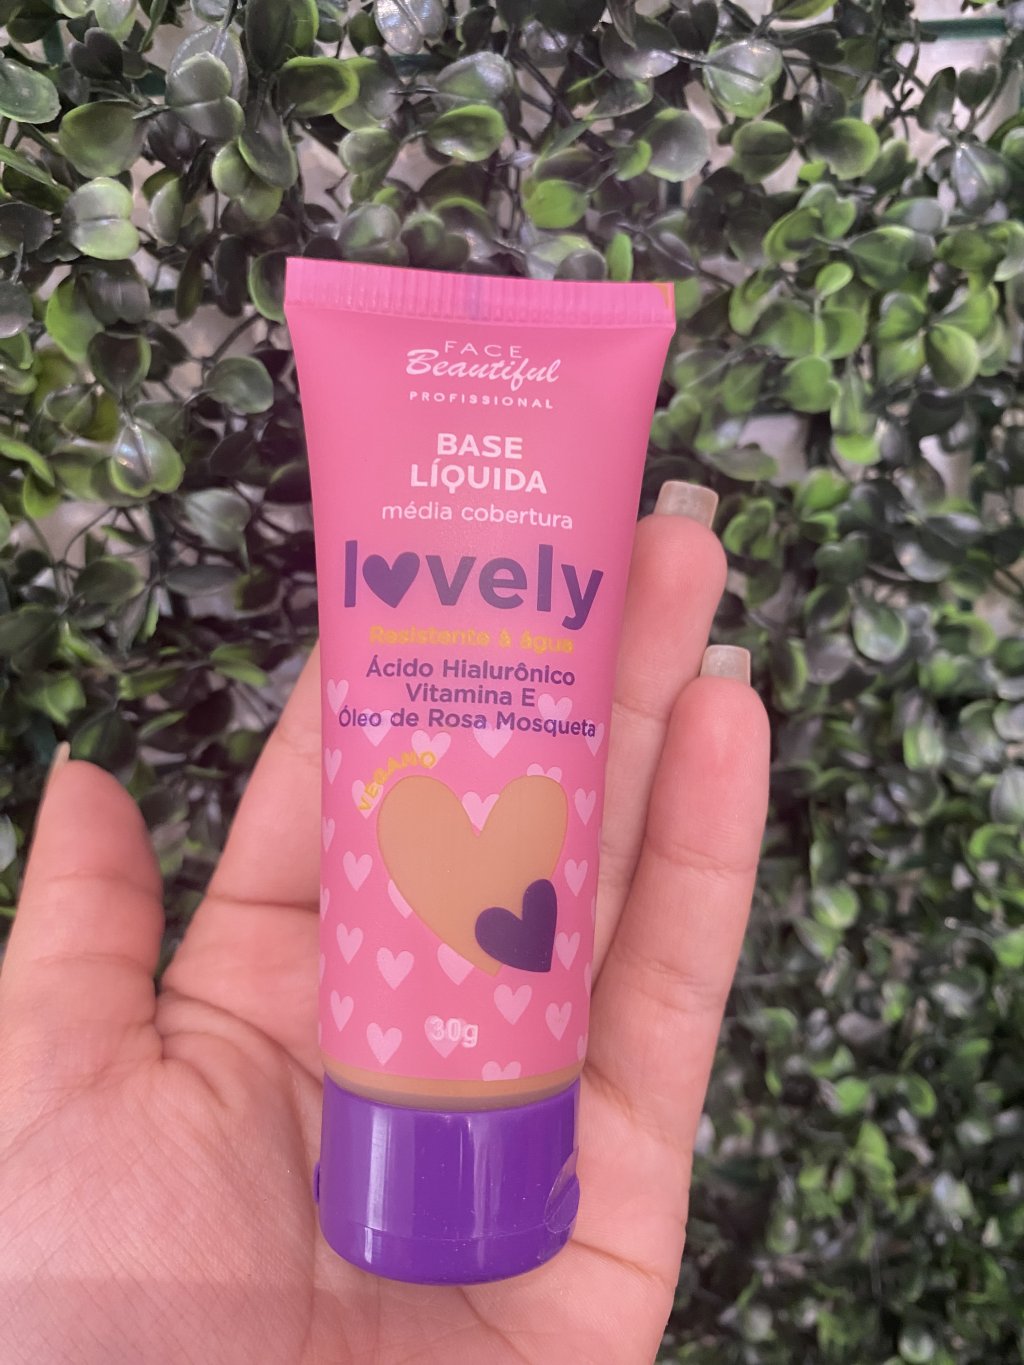 FACE
Beautiful
PROFISSIONAL
BASE
LÍQUIDA
média cobertura
lovely
Resistente à água
Ácido Hialurônico
Vitamina E
Óleo de Rosa Mosqueta
VEGANO
30g